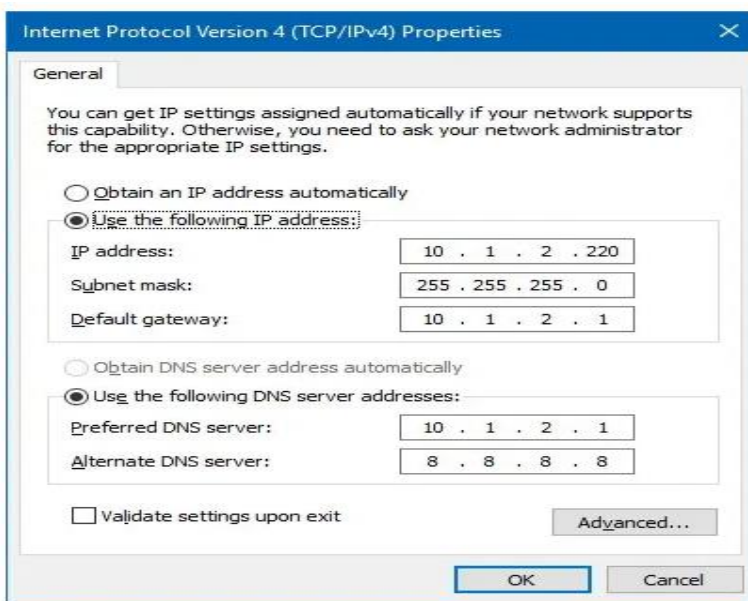 Internet Protocol Version 4 (TCP/IPv4) Properties
General
You can get IP settings assigned automatically if your network supports
this capability. Otherwise, you need to ask your network administrator
for the appropriate IP settings.
Obtain an IP address automatically
Use the following IP address:
IP address: 10 . 1 . 2 . 220
Subnet mask: 255 . 255 . 255 . 0
Default gateway: 10 . 1 . 2 . 1
Obtain DNS server address automatically
Use the following DNS server addresses:
Preferred DNS server: 10 . 1 . 2 . 1
Alternate DNS server: 8 . 8 . 8 . 8
Validate settings upon exit
Advanced...
OK Cancel